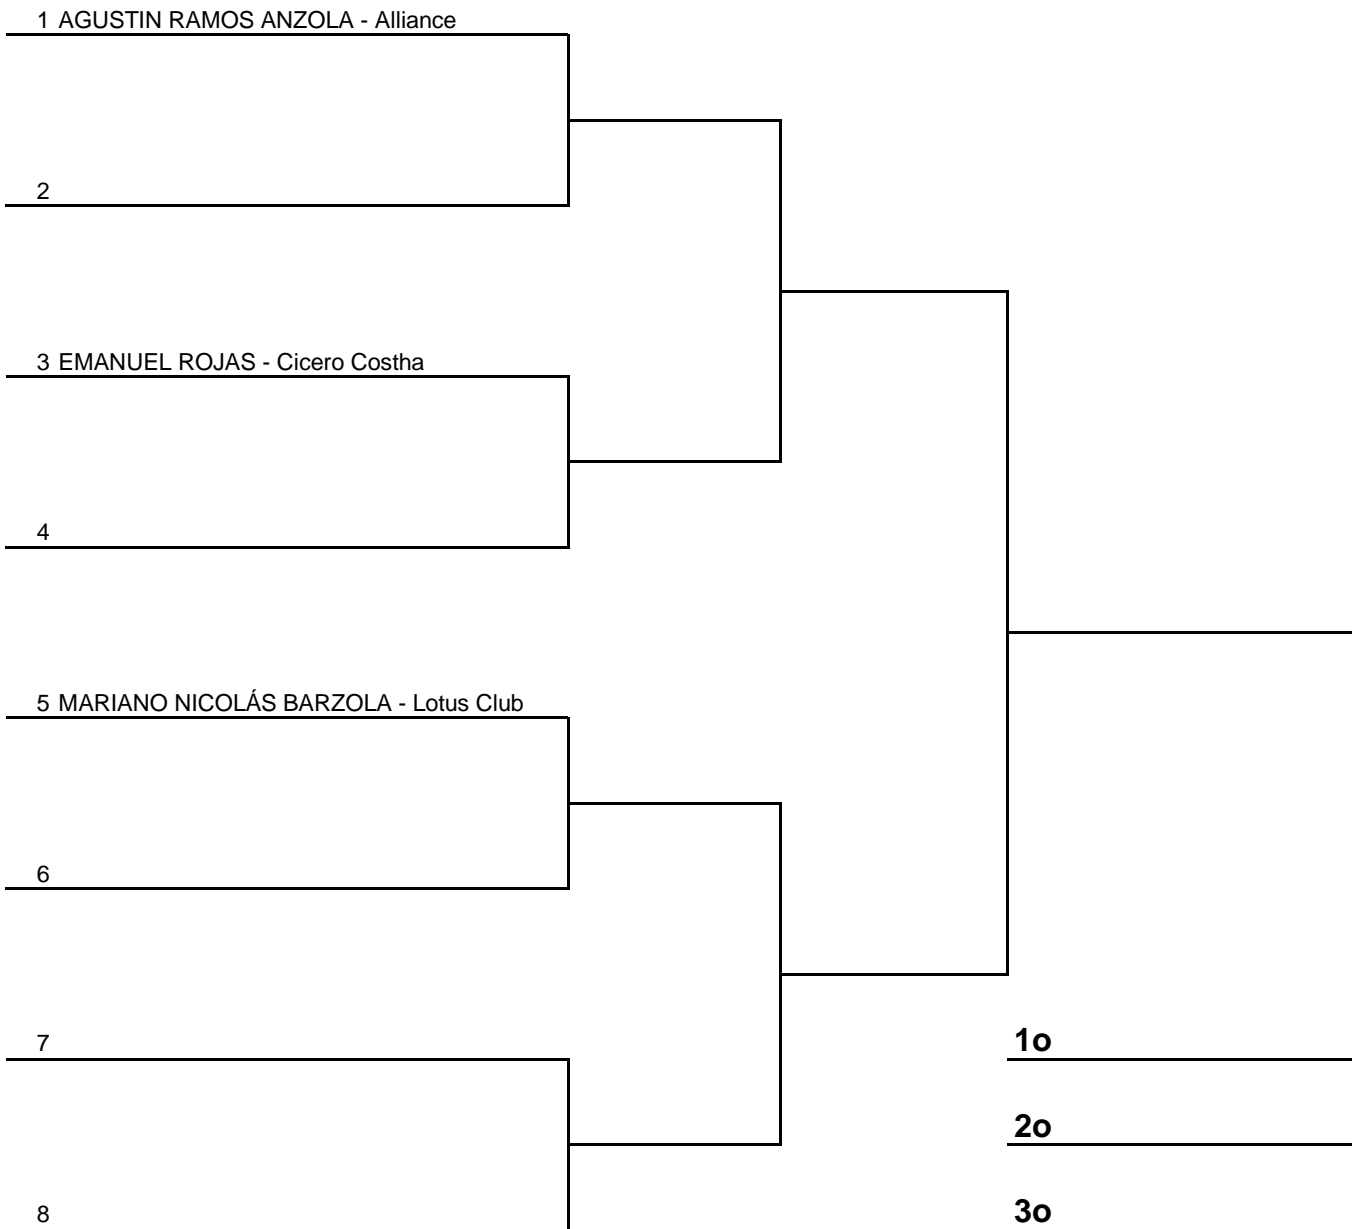 1 AGUSTIN RAMOS ANZOLA - Alliance
2
3 EMANUEL ROJAS - Cicero Costha
4
5 MARIANO NICOLÁS BARZOLA - Lotus Club
6
7
1o
2o
8
3o